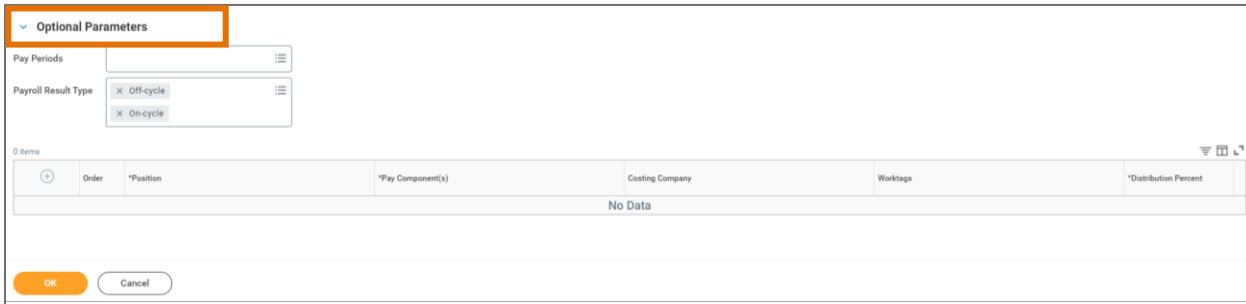 Optional Parameters
Pay Periods
Payroll Result Type
× Off-cycle
× On-cycle
0 items
Order *Position *Pay Component(s) Costing Company Worktags *Distribution Percent
No Data
OK Cancel